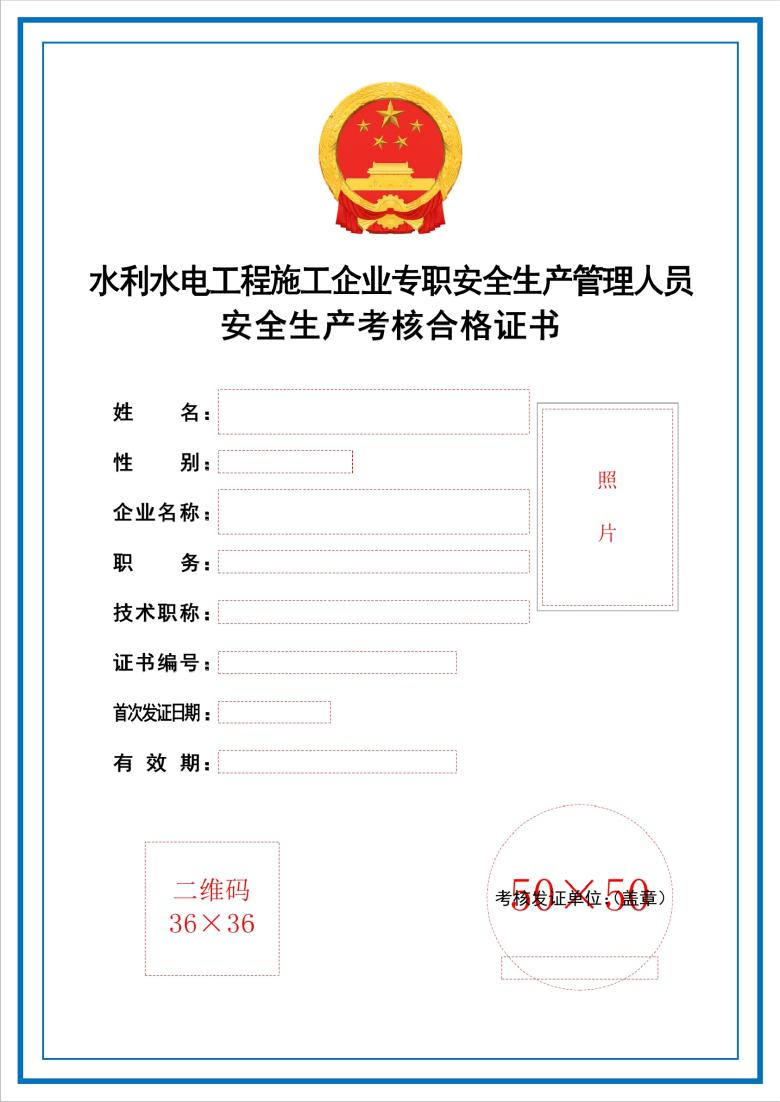 水利水电工程施工企业专职安全生产管理人员
安全生产考核合格证书
姓名：
性别：
企业名称：
职务：
技术职称：
证书编号：
首次发证日期：
有效期：
照
片
二维码
36×36
50×50
考核发证单位：（盖章）